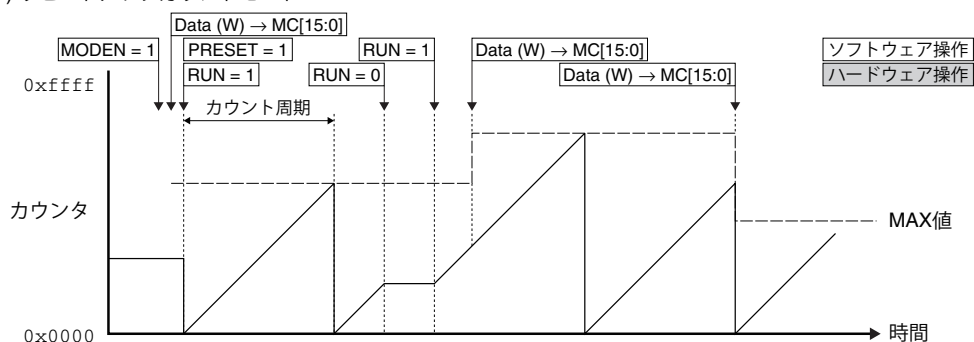 Data (W) → MC[15:0]
MODEN = 1
PRESET = 1
RUN = 1
RUN = 0
RUN = 1
Data (W) → MC[15:0]
Data (W) → MC[15:0]
ソフトウェア操作
ハードウェア操作
0xffff
カウント周期
カウンタ
MAX値
0x0000
時間